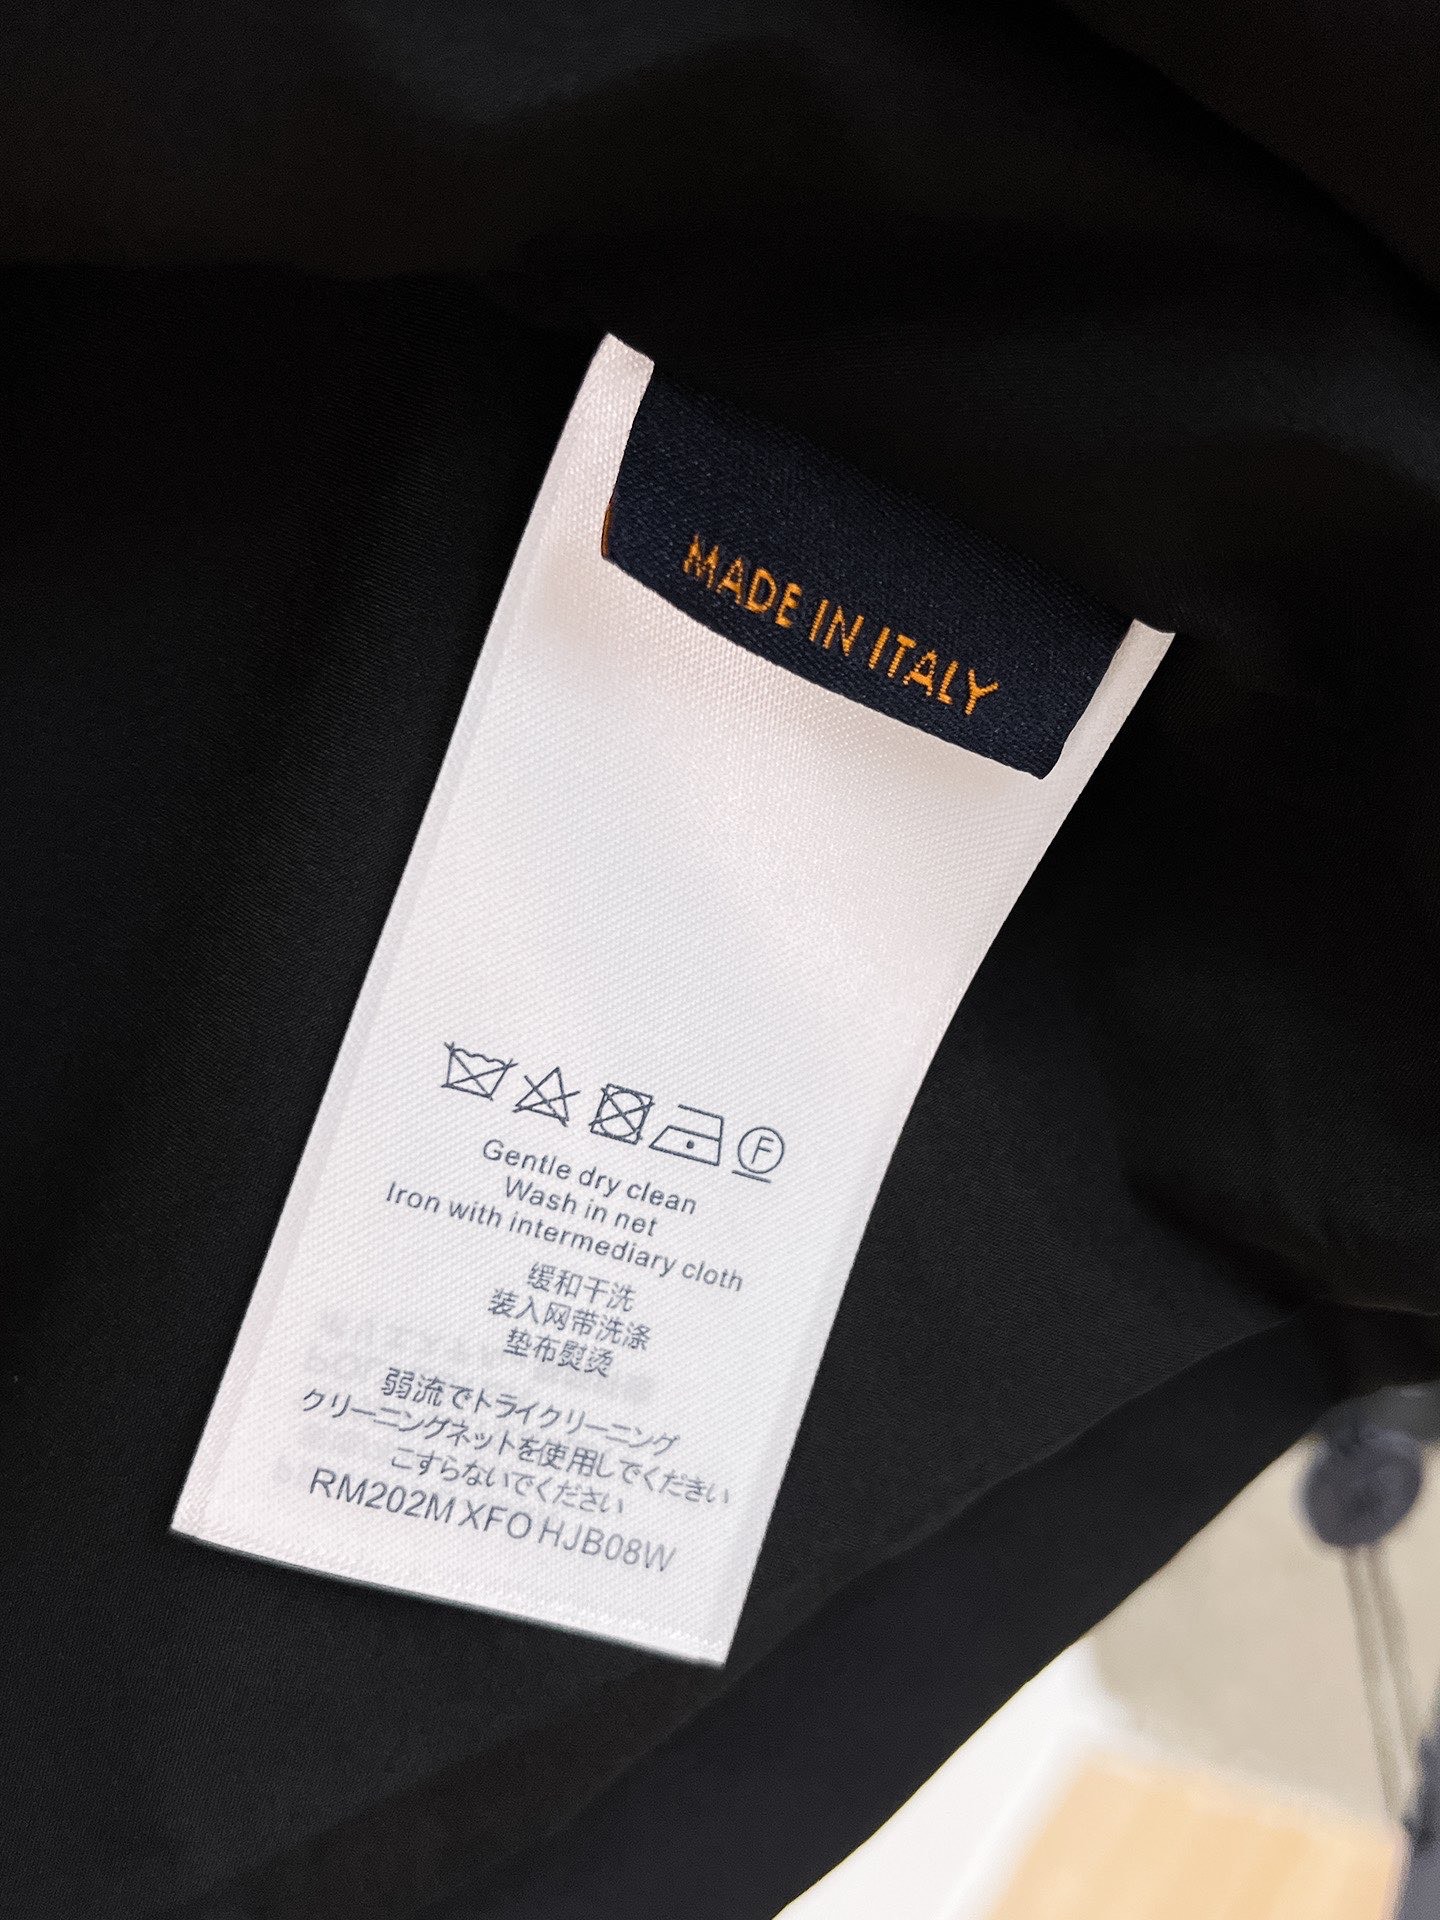 MADE IN ITALY
F
Gentle dry clean
Wash in net
Iron with intermediary cloth
缓和干洗
装入网带洗涤
垫布熨烫
弱流でトライクリーニング
クリーニングネットを使用しでくだきい
こすらないでください
RM202M XFO HJB08W